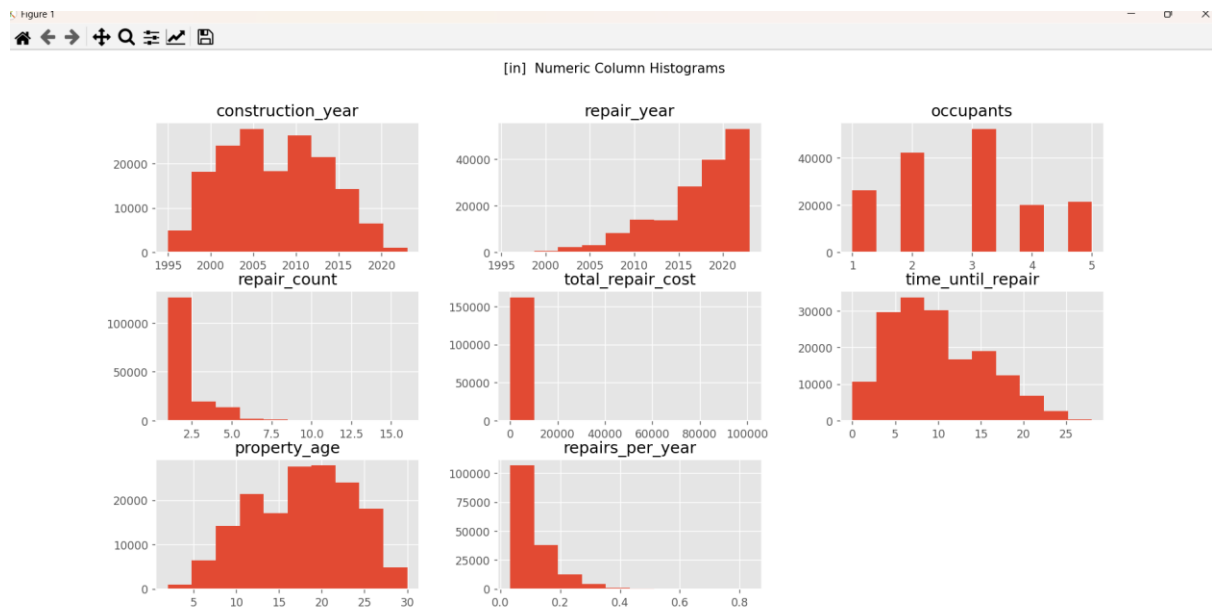 Figure 1
[in] Numeric Column Histograms
construction_year
20000
10000
0
1995 2000 2005 2010 2015 2020
repair_year
40000
20000
0
1995 2000 2005 2010 2015 2020
occupants
40000
20000
0
1 2 3 4 5
repair_count
100000
50000
0
2.5 5.0 7.5 10.0 12.5 15.0
total_repair_cost
150000
100000
50000
0
0 20000 40000 60000 80000 100000
time_until_repair
30000
20000
10000
0
0 5 10 15 20 25
property_age
20000
10000
0
5 10 15 20 25 30
repairs_per_year
100000
75000
50000
25000
0
0.0 0.2 0.4 0.6 0.8